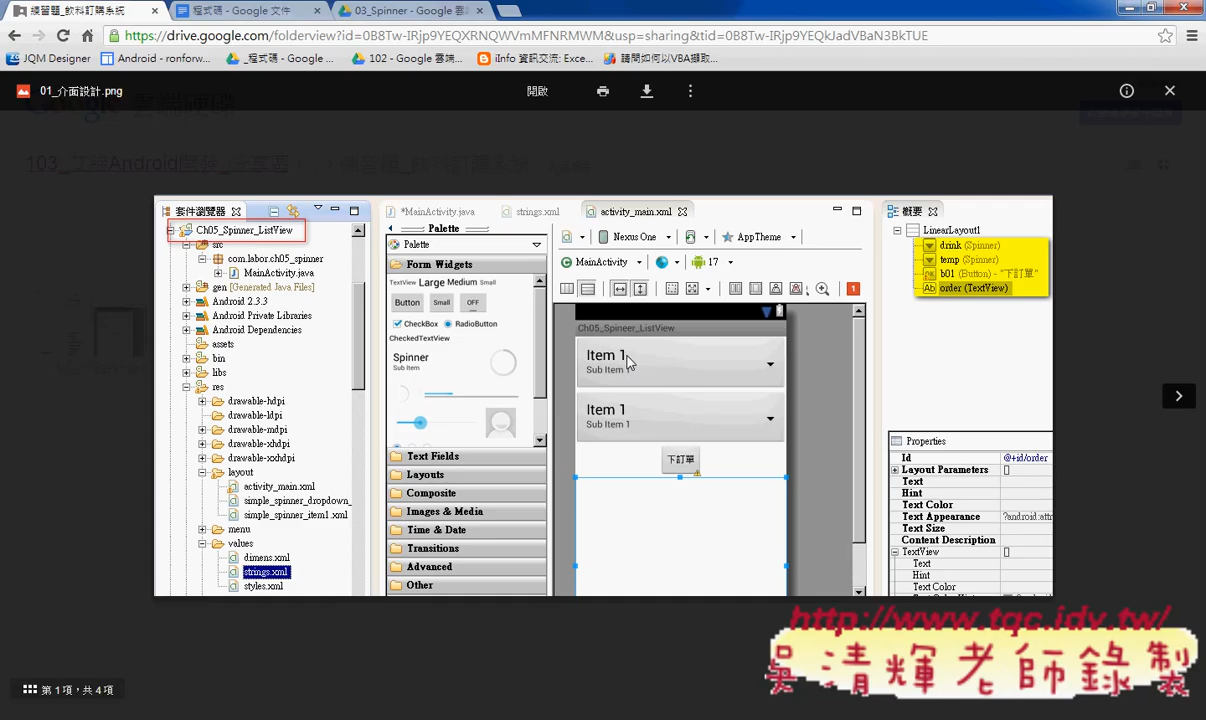 練習題_飲料訂購系統
程式碼 - Google 文件
03_Spinner - Google 雲端
https://drive.google.com/folderview?id=0B8Tw-IRjp9YEQXRNQWVmMFNRMWM&usp=sharing&tid=0B8Tw-IRjp9YEQkJadVBaN3BkTUE
JQM Designer
Android - ronforw...
_程式碼 - Google ...
102 - Google 雲端...
iInfo 資訊交流: Exce...
請問如何以VBA擷取...
01_介面設計.png
開啟
套件瀏覽器
Ch05_Spinner_ListView
src
com.labor.ch05_spinner
MainActivity.java
gen [Generated Java Files]
Android 2.3.3
Android Private Libraries
Android Dependencies
assets
bin
libs
res
drawable-hdpi
drawable-ldpi
drawable-mdpi
drawable-xhdpi
drawable-xxhdpi
layout
activity_main.xml
simple_spinner_dropdown_
simple_spinner_item1.xml
menu
values
dimens.xml
strings.xml
styles.xml
*MainActivity.java
strings.xml
activity_main.xml
Palette
Palette
Form Widgets
TextView Large Medium Small
Button Small OFF
CheckBox RadioButton
CheckedTextView
Spinner
Sub Item
Text Fields
Layouts
Composite
Images & Media
Time & Date
Transitions
Advanced
Other
Nexus One
AppTheme
MainActivity
17
1
Ch05_Spineer_ListView
Item 1
Sub Item 1
Item 1
Sub Item 1
下訂單
概要
LinearLayout1
drink (Spinner)
temp (Spinner)
b01 (Button) - "下訂單"
Ab order (TextView)
Properties
Id @+id/order
Layout Parameters []
Text
Hint
Text Color
Text Appearance ?android:attr
Text Size
Content Description
TextView []
Text
Hint
Text Color
第 1 項，共 4 項
http://www.tqc.idv.tw/
吳清輝老師錄製